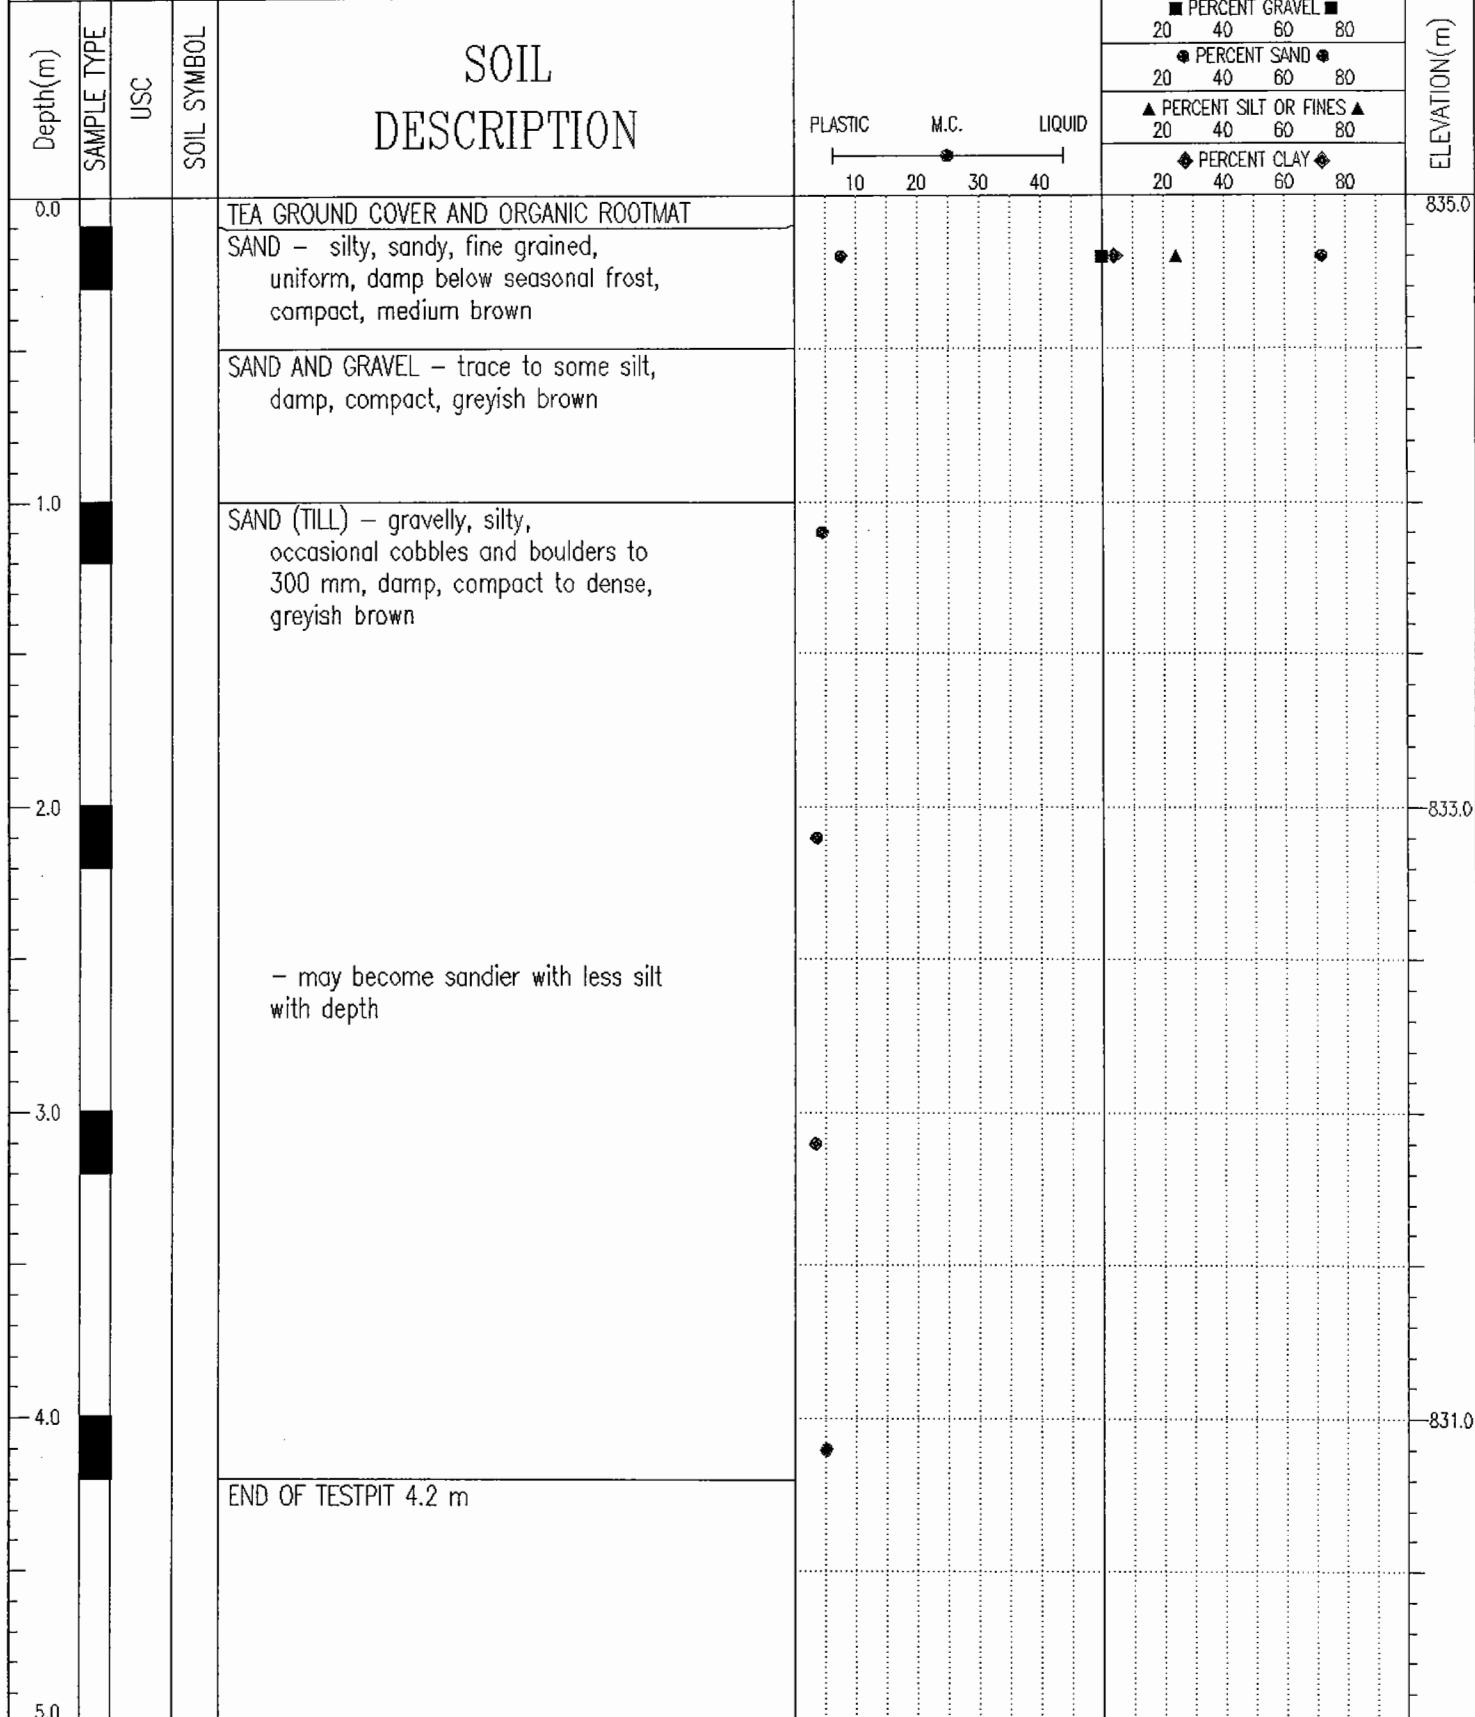 Depth(m)
SAMPLE TYPE
USC
SOIL SYMBOL
SOIL
DESCRIPTION
PLASTIC M.C. LIQUID
10 20 30 40
■ PERCENT GRAVEL ■
20 40 60 80
● PERCENT SAND ●
20 40 60 80
▲ PERCENT SILT OR FINES ▲
20 40 60 80
◆ PERCENT CLAY ◆
20 40 60 80
ELEVATION(m)
0.0
835.0
TEA GROUND COVER AND ORGANIC ROOTMAT
SAND – silty, sandy, fine grained,
uniform, damp below seasonal frost,
compact, medium brown
SAND AND GRAVEL – trace to some silt,
damp, compact, greyish brown
1.0
SAND (TILL) – gravelly, silty,
occasional cobbles and boulders to
300 mm, damp, compact to dense,
greyish brown
2.0
833.0
– may become sandier with less silt
with depth
3.0
4.0
831.0
END OF TESTPIT 4.2 m
5.0